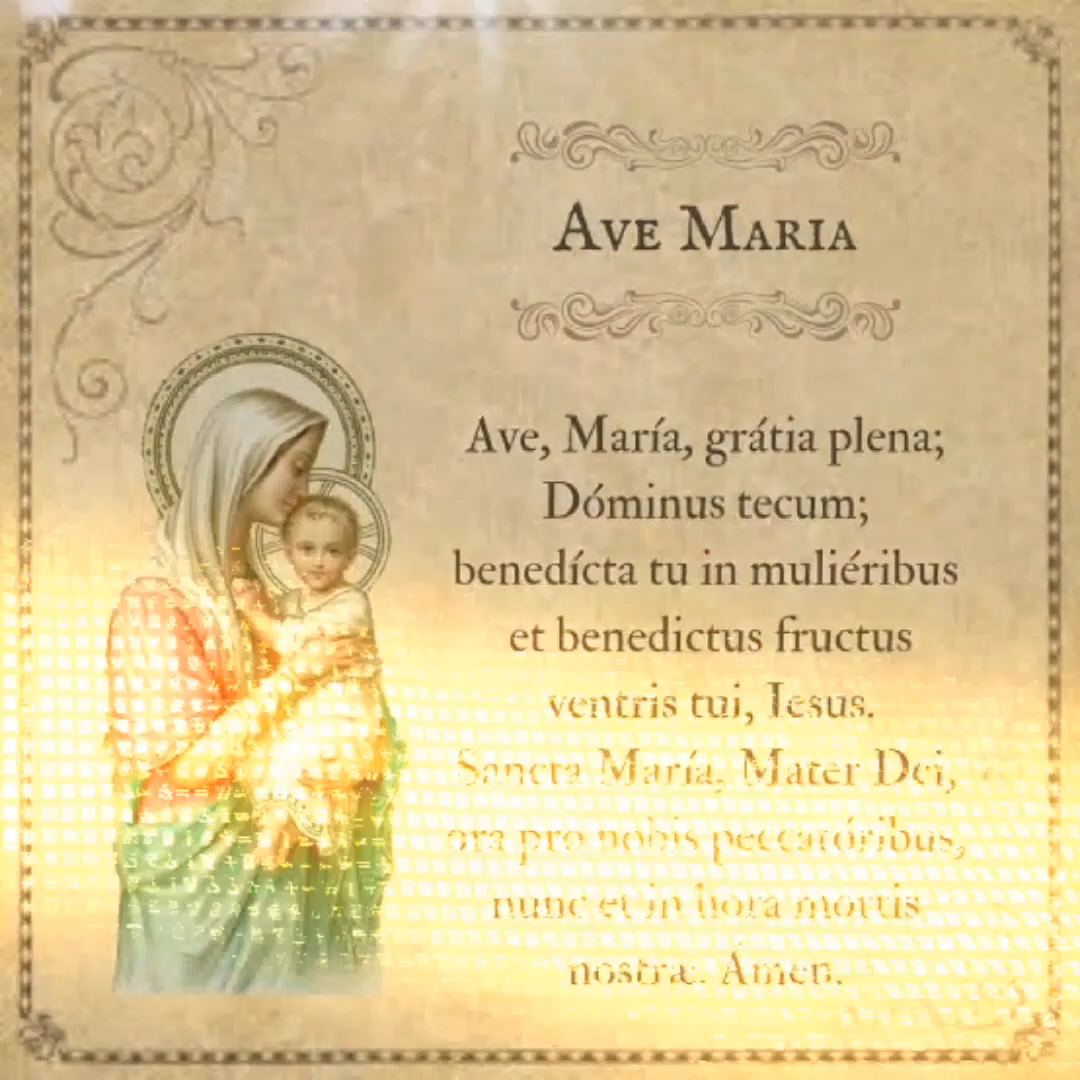 AVE MARIA
Ave, María, grátia plena;
Dóminus tecum;
benedícta tu in muliéribus
et benedictus fructus
ventris tui, Iesus.
Sancta María, Mater Dei,
ora pro nobis peccatóribus,
nunc et in hora mortis
nostræ. Ámen.